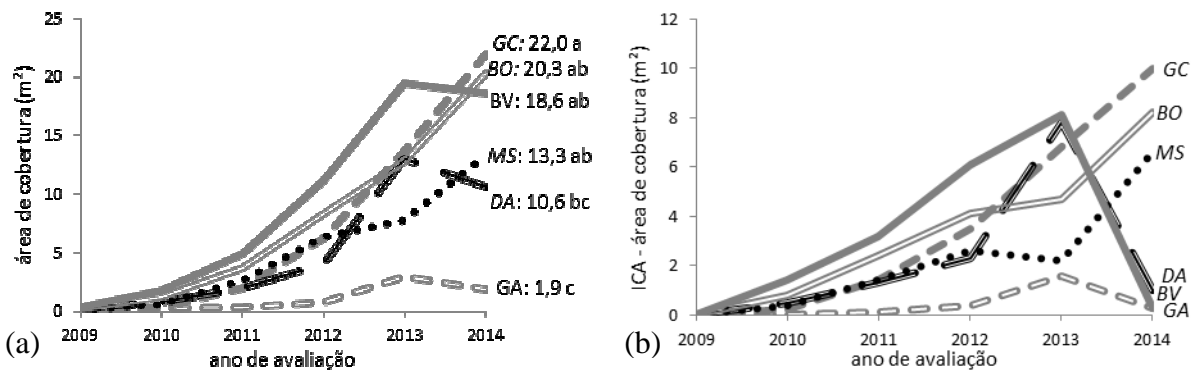 25
20
15
10
5
0
área de cobertura (m²)
2009 2010 2011 2012 2013 2014
ano de avaliação
GC: 22,0 a
BO: 20,3 ab
BV: 18,6 ab
MS: 13,3 ab
DA: 10,6 bc
GA: 1,9 c
(a)
12
10
8
6
4
2
0
ICA - área de cobertura (m²)
2009 2010 2011 2012 2013 2014
ano de avaliação
GC
BO
MS
DA
BV
GA
(b)